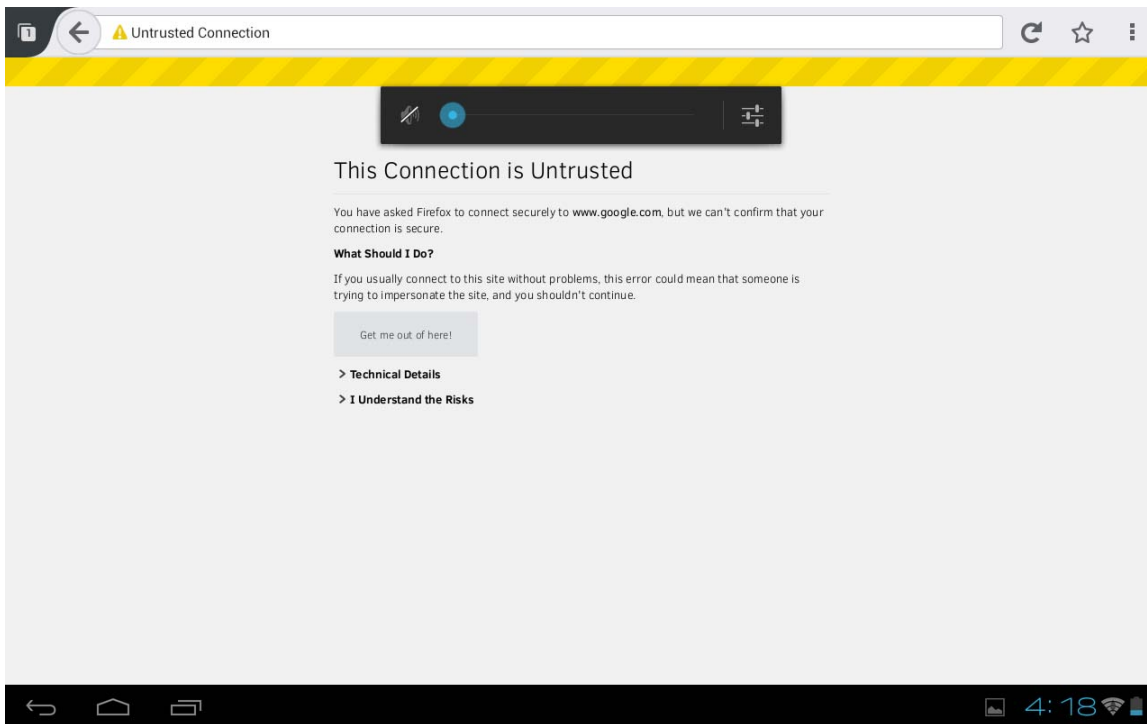 1
Untrusted Connection
This Connection is Untrusted
You have asked Firefox to connect securely to www.google.com, but we can't confirm that your
connection is secure.
What Should I Do?
If you usually connect to this site without problems, this error could mean that someone is
trying to impersonate the site, and you shouldn't continue.
Get me out of here!
Technical Details
I Understand the Risks
4:18